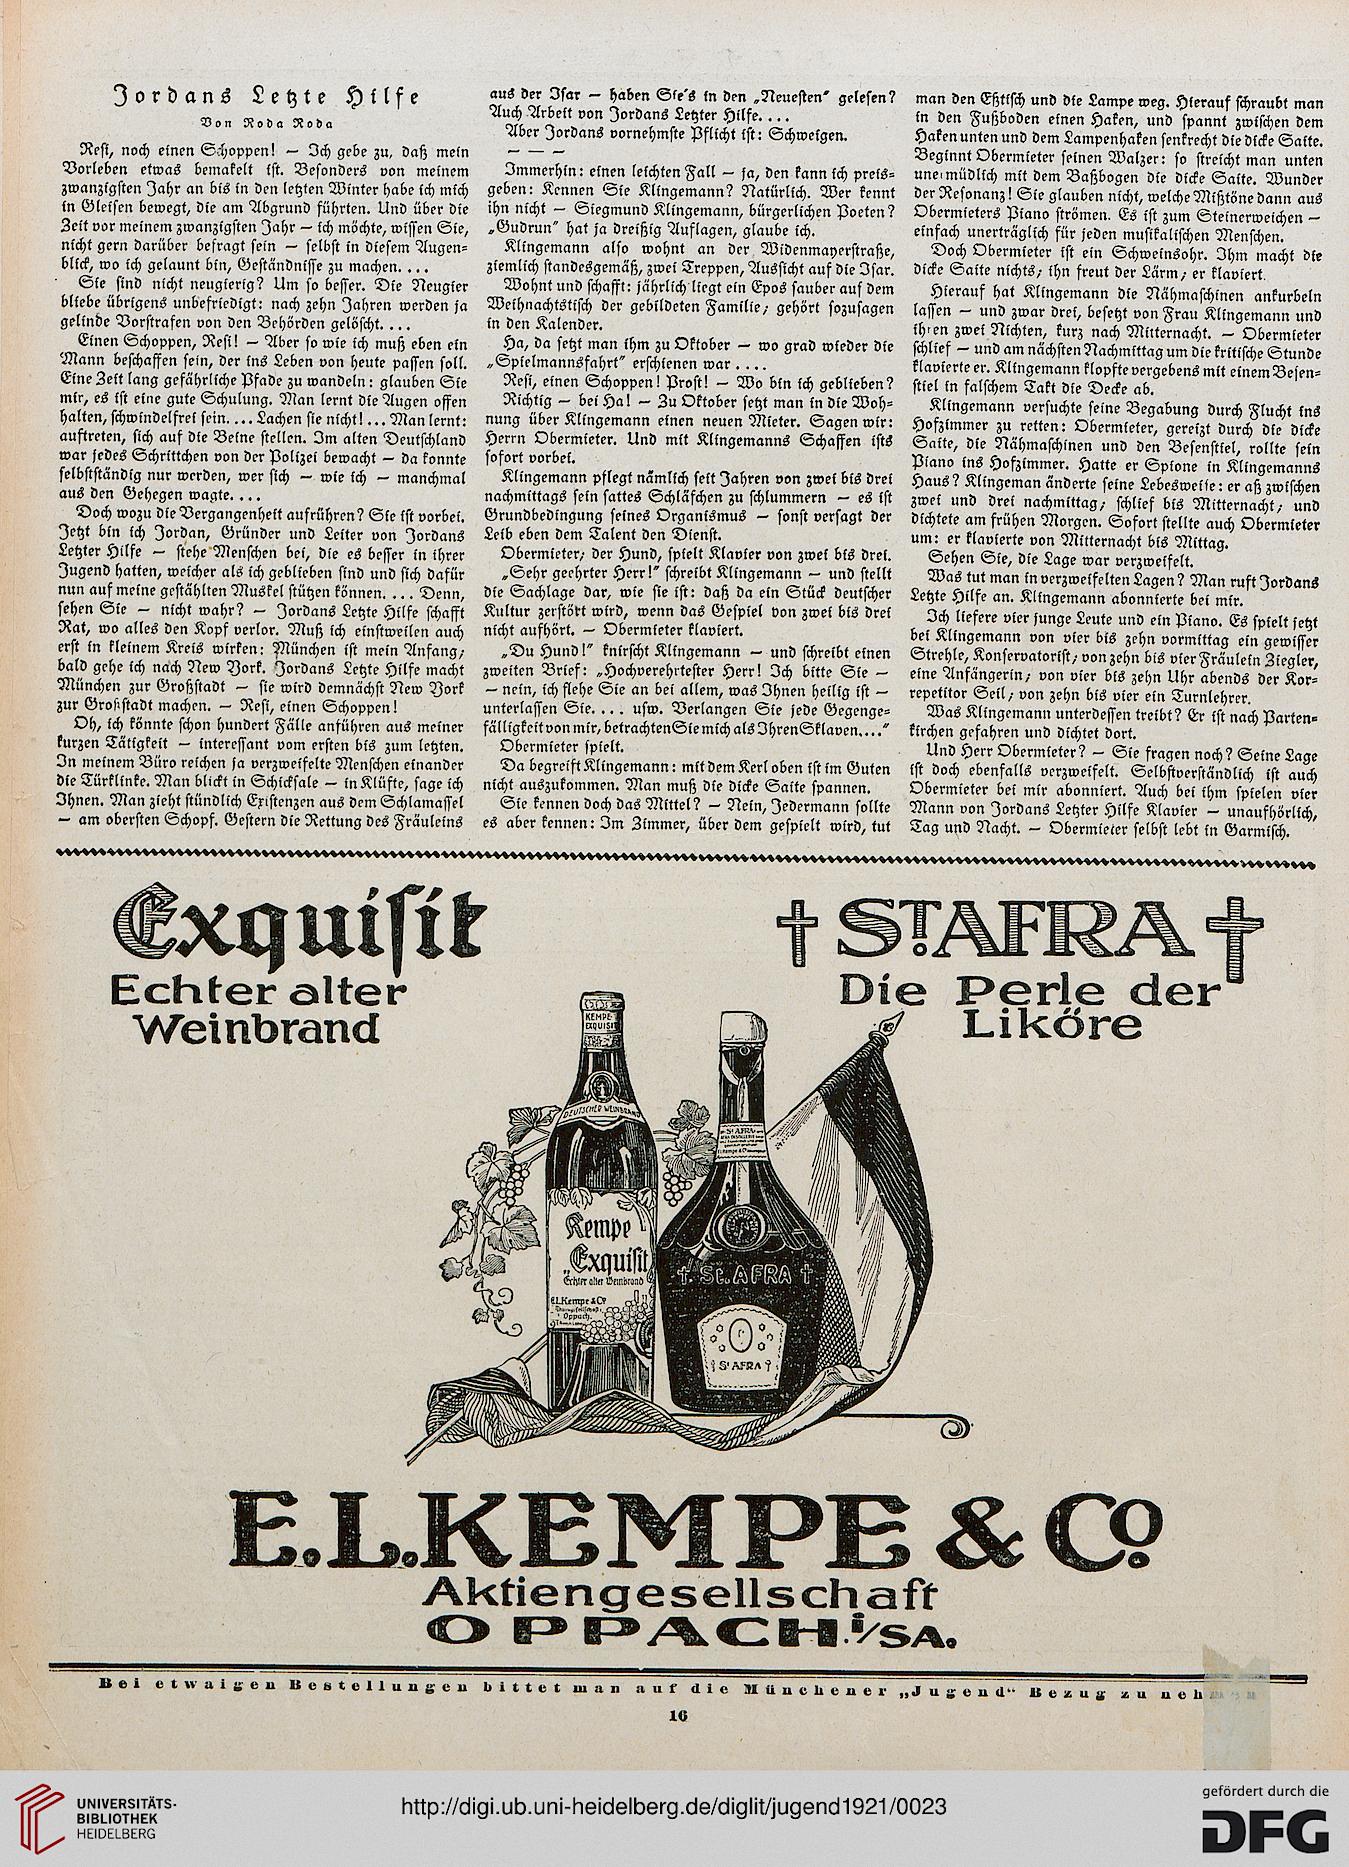 Jordans Letzte Hilfe
Von Roda Roda
Resi, noch einen Schoppen! — Ich gebe zu, daß mein
Vorleben etwas bemakelt ist. Besonders von meinem
zwanzigsten Jahr an bis in den letzten Winter habe ich mich
in Gleisen bewegt, die am Abgrund führten. Und über die
Zeit vor meinem zwanzigsten Jahr — ich möchte, wissen Sie,
nicht gern darüber befragt sein — selbst in diesem Augen-
blick, wo ich gelaunt bin, Geständnisse zu machen. . . .
Sie sind nicht neugierig? Um so besser. Die Neugier
bliebe übrigens unbefriedigt: nach zehn Jahren werden ja
gelinde Vorstrafen von den Behörden gelöscht. . . .
Einen Schoppen, Resi! — Aber so wie ich muß eben ein
Mann beschaffen sein, der ins Leben von heute passen soll.
Eine Zeit lang gefährliche Pfade zu wandeln: glauben Sie
mir, es ist eine gute Schulung. Man lernt die Augen offen
halten, schwindelfrei sein. . . . Lachen sie nicht! . . . Man lernt:
auftreten, sich auf die Beine stellen. Im alten Deutschland
war jedes Schrittchen von der Polizei bewacht — da konnte
selbstständig nur werden, wer sich — wie ich — manchmal
aus den Gehegen wagte. . . .
Doch wozu die Vergangenheit aufrühren? Sie ist vorbei.
Jetzt bin ich Jordan, Gründer und Leiter von Jordans
Letzter Hilfe — stehe Menschen bei, die es besser in ihrer
Jugend hatten, weicher als ich geblieben sind und sich dafür
nun auf meine gestählten Muskel stützen können. . . . Denn,
sehen Sie — nicht wahr? — Jordans Letzte Hilfe schafft
Rat, wo alles den Kopf verlor. Muß ich einstweilen auch
erst in kleinem Kreis wirken: München ist mein Anfang;
bald gehe ich nach New York. Jordans Letzte Hilfe macht
München zur Großstadt — sie wird demnächst New York
zur Großstadt machen. — Resi, einen Schoppen!
Oh, ich könnte schon hundert Fälle anführen aus meiner
kurzen Tätigkeit — interessant vom ersten bis zum letzten.
In meinem Büro reichen ja verzweifelte Menschen einander
die Türklinke. Man blickt in Schicksale — in Klüfte, sage ich
Ihnen. Man zieht stündlich Existenzen aus dem Schlamassel
— am obersten Schopf. Gestern die Rettung des Fräuleins
aus der Isar — haben Sie's in den „Neuesten" gelesen?
Auch Arbeit von Jordans Letzter Hilfe. . . .
Aber Jordans vornehmste Pflicht ist: Schweigen.
— — —
Immerhin: einen leichten Fall — ja, den kann ich preis-
geben: Kennen Sie Klingemann? Natürlich. Wer kennt
ihn nicht — Siegmund Klingemann, bürgerlichen Poeten?
„Gudrun" hat ja dreißig Auflagen, glaube ich.
Klingemann also wohnt an der Widenmayerstraße,
ziemlich standesgemäß, zwei Treppen, Aussicht auf die Isar.
Wohnt und schafft: jährlich liegt ein Epos sauber auf dem
Weihnachtstisch der gebildeten Familie; gehört sozusagen
in den Kalender.
Ha, da setzt man ihm zu Oktober — wo grad wieder die
„Spielmannsfahrt" erschienen war . . . .
Resi, einen Schoppen! Prost! — Wo bin ich geblieben?
Richtig — bei Ha! — Zu Oktober setzt man in die Woh-
nung über Klingemann einen neuen Mieter. Sagen wir:
Herrn Obermieter. Und mit Klingemanns Schaffen ists
sofort vorbei.
Klingemann pflegt nämlich seit Jahren von zwei bis drei
nachmittags sein sattes Schläfchen zu schlummern — es ist
Grundbedingung seines Organismus — sonst versagt der
Leib eben dem Talent den Dienst.
Obermieter; der Hund, spielt Klavier von zwei bis drei.
„Sehr geehrter Herr!" schreibt Klingemann — und stellt
die Sachlage dar, wie sie ist: daß da ein Stück deutscher
Kultur zerstört wird, wenn das Gespiel von zwei bis drei
nicht aufhört. — Obermieter klaviert.
„Du Hund!" knirscht Klingemann — und schreibt einen
zweiten Brief: „Hochverehrtester Herr! Ich bitte Sie —
— nein, ich flehe Sie an bei allem, was Ihnen heilig ist —
unterlassen Sie. . . . usw. Verlangen Sie jede Gegenge-
fälligkeit von mir, betrachten Sie mich als Ihren Sklaven. . . ."
Obermieter spielt.
Da begreift Klingemann: mit dem Kerl oben ist im Guten
nicht auszukommen. Man muß die dicke Saite spannen.
Sie kennen doch das Mittel? — Nein, Jedermann sollte
es aber kennen: Im Zimmer, über dem gespielt wird, tut
man den Eßtisch und die Lampe weg. Hierauf schraubt man
in den Fußboden einen Haken, und spannt zwischen dem
Haken unten und dem Lampenhaken senkrecht die dicke Saite.
Beginnt Obermieter seinen Walzer: so streicht man unten
unermüdlich mit dem Baßbogen die dicke Saite. Wunder
der Resonanz! Sie glauben nicht, welche Mißtöne dann aus
Obermieters Piano strömen. Es ist zum Steinerweichen —
einfach unerträglich für jeden musikalischen Menschen.
Doch Obermieter ist ein Schweinsohr. Ihm macht die
dicke Saite nichts; ihn freut der Lärm; er klaviert.
Hierauf hat Klingemann die Nähmaschinen ankurbeln
lassen — und zwar drei, besetzt von Frau Klingemann und
ihren zwei Nichten, kurz nach Mitternacht. — Obermieter
schlief — und am nächsten Nachmittag um die kritische Stunde
klavierte er. Klingemann klopfte vergebens mit einem Besen-
stiel in falschem Takt die Decke ab.
Klingemann versuchte seine Begabung durch Flucht ins
Hofzimmer zu retten: Obermieter, gereizt durch die dicke
Saite, die Nähmaschinen und den Besenstiel, rollte sein
Piano ins Hofzimmer. Hatte er Spione in Klingemanns
Haus? Klingeman änderte seine Lebesweise: er aß zwischen
zwei und drei nachmittag; schlief bis Mitternacht; und
dichtete am frühen Morgen. Sofort stellte auch Obermieter
um: er klavierte von Mitternacht bis Mittag.
Sehen Sie, die Lage war verzweifelt.
Was tut man in verzweifelten Lagen? Man ruft Jordans
Letzte Hilfe an. Klingemann abonnierte bei mir.
Ich liefere vier junge Leute und ein Piano. Es spielt jetzt
bei Klingemann von vier bis zehn vormittag ein gewisser
Strehle, Konservatorist; von zehn bis vier Fräulein Ziegler,
eine Anfängerin; von vier bis zehn Uhr abends der Kor-
repetitor Seil; von zehn bis vier ein Turnlehrer.
Was Klingemann unterdessen treibt? Er ist nach Parten-
kirchen gefahren und dichtet dort.
Und Herr Obermieter? — Sie fragen noch? Seine Lage
ist doch ebenfalls verzweifelt. Selbstverständlich ist auch
Obermieter bei mir abonniert. Auch bei ihm spielen vier
Mann von Jordans Letzter Hilfe Klavier — unaufhörlich,
Tag und Nacht. — Obermieter selbst lebt in Garmisch.
Exquisit
Echter alter
Weinbrand
† ST. AFRA †
Die Perle der
Liköre
KEMPE
EXQUISIT
DEUTSCHER WEINBRAND
Kempe
Exquisit
Echter alter Weinbrand
E.L.Kempe & Co
Oppach
ST AFRA
† St. AFRA †
† St AFRA †
E. L. KEMPE & Co.
Aktiengesellschaft
OPPACH i/SA.
Bei etwaigen Bestellungen bittet man auf die Münchener „Jugend" Bezug zu nehmen
16
UNIVERSITÄTS-
BIBLIOTHEK
HEIDELBERG
http://digi.ub.uni-heidelberg.de/diglit/jugend1921/0023
gefördert durch die
DFG